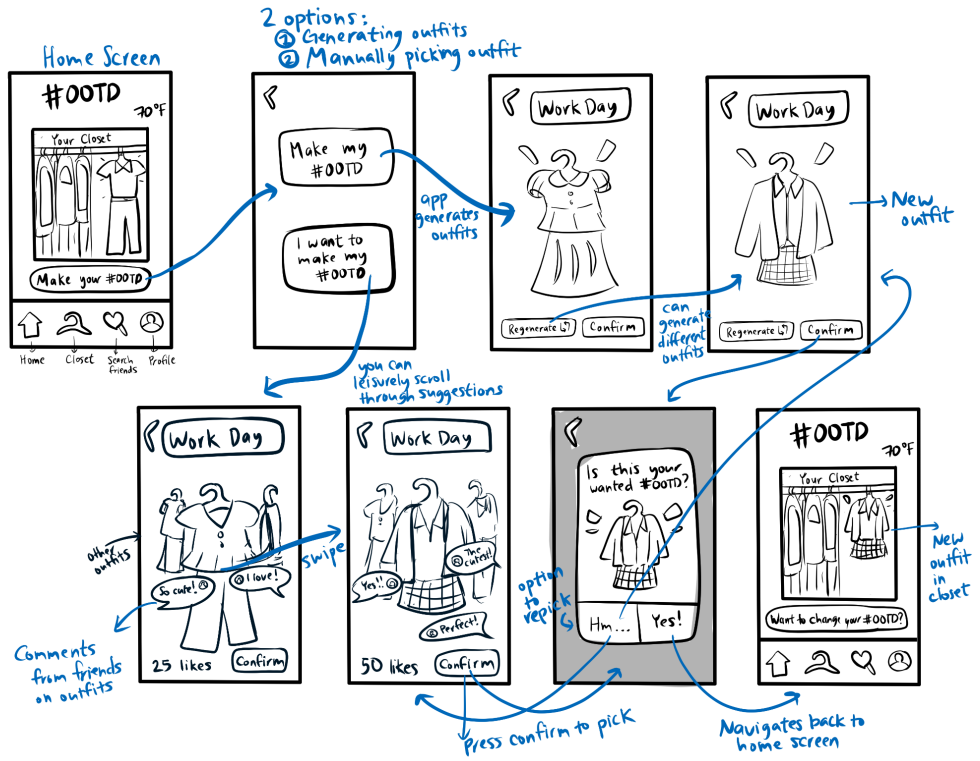 2 options:
① Generating outfits
② Manually picking outfit
Home Screen
#OOTD
70°F
Your Closet
Make your #OOTD
Home
Closet
Search
friends
Profile
Make my
#OOTD
I want to
make my
#OOTD
app
generates
outfits
Work Day
Regenerate
Confirm
can
generate
different
outfits
Work Day
Regenerate
Confirm
New
outfit
you can
leisurely scroll
through suggestions
other
outfits
Work Day
So cute!
I love!
25 likes
Confirm
Comments
from friends
on outfits
swipe
Work Day
The
cutest!
Yes!!
Perfect!
50 likes
Confirm
press confirm to pick
option
to
repick
Is this your
wanted #OOTD?
Hm...
Yes!
Navigates back to
home screen
#OOTD
70°F
Your Closet
Want to change your #OOTD?
New
outfit
in
closet